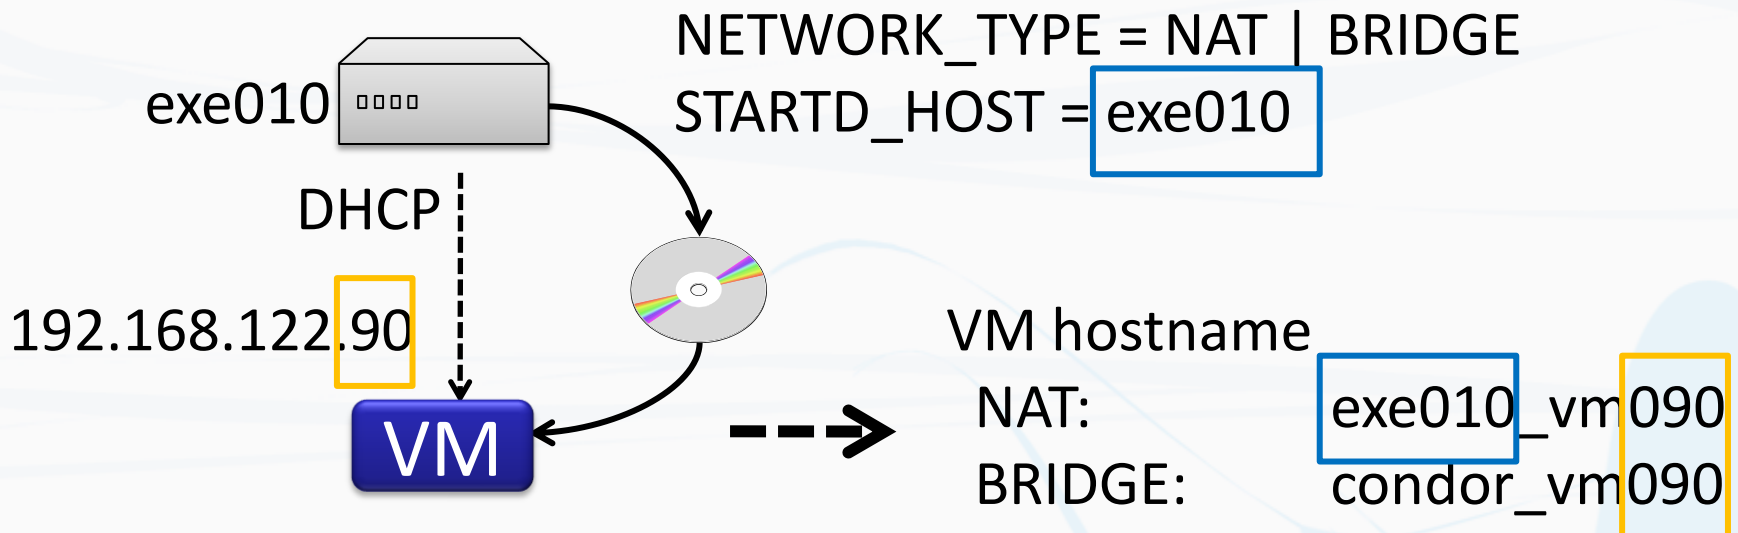 NETWORK_TYPE = NAT | BRIDGE
exe010
STARTD_HOST = exe010
DHCP
192.168.122.90
VM
VM hostname
NAT: exe010_vm090
BRIDGE: condor_vm090